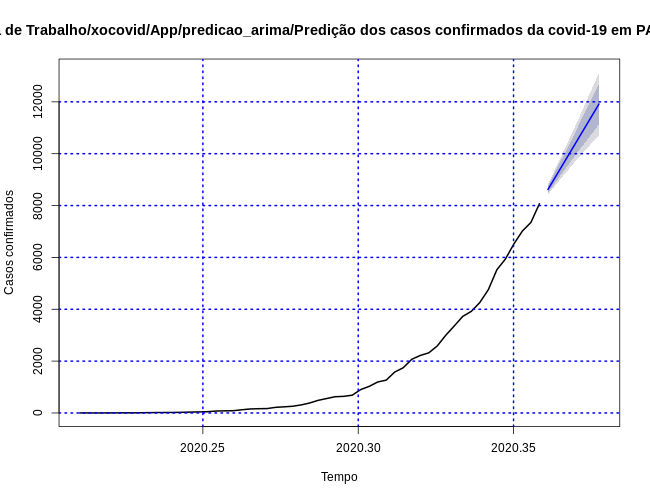 de Trabalho/xocovid/App/predicao_arima/Predição dos casos confirmados da covid-19 em PA
Casos confirmados
12000
10000
8000
6000
4000
2000
0
2020.25 2020.30 2020.35
Tempo